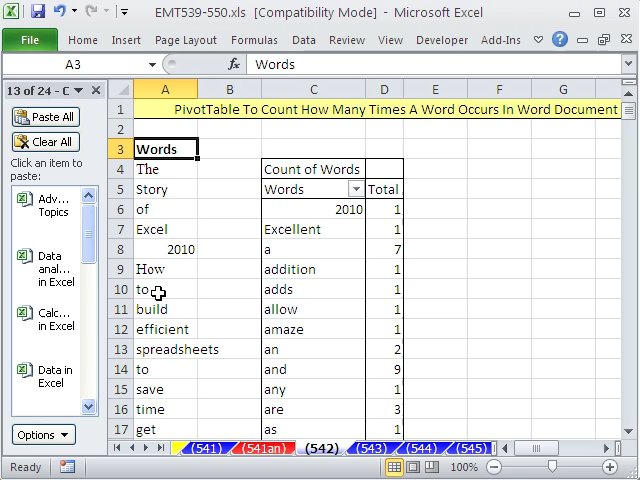 EMT539-550.xls [Compatibility Mode] - Microsoft Excel
File Home Insert Page Layout Formulas Data Review View Developer Add-Ins
A3 fx Words
13 of 24 - C
Paste All
Clear All
Click an item to
paste:
Adv...
Topics
Data
anal...
in Excel
Calc...
in Excel
Data in
Excel
Options
A B C D E F G
1 PivotTable To Count How Many Times A Word Occurs In Word Document
2
3 Words
4 The Count of Words
5 Story Words Total
6 of 2010 1
7 Excel Excellent 1
8 2010 a 7
9 How addition 1
10 to adds 1
11 build allow 1
12 efficient amaze 1
13 spreadsheets an 2
14 to and 9
15 save any 1
16 time are 3
17 get as 1
(541) (541an) (542) (543) (544) (545)
Ready 100%